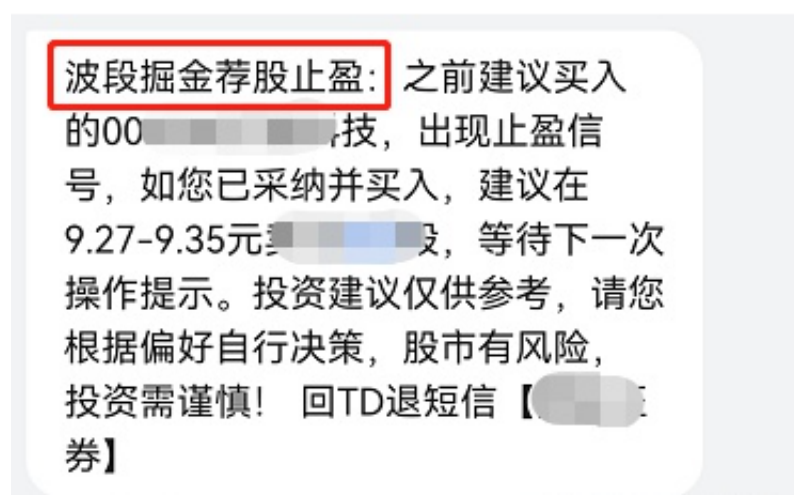 波段掘金荐股止盈：之前建议买入
的00 技，出现止盈信
号，如您已采纳并买入，建议在
9.27-9.35元 ，等待下一次
操作提示。投资建议仅供参考，请您
根据偏好自行决策，股市有风险，
投资需谨慎！ 回TD退短信【
券】